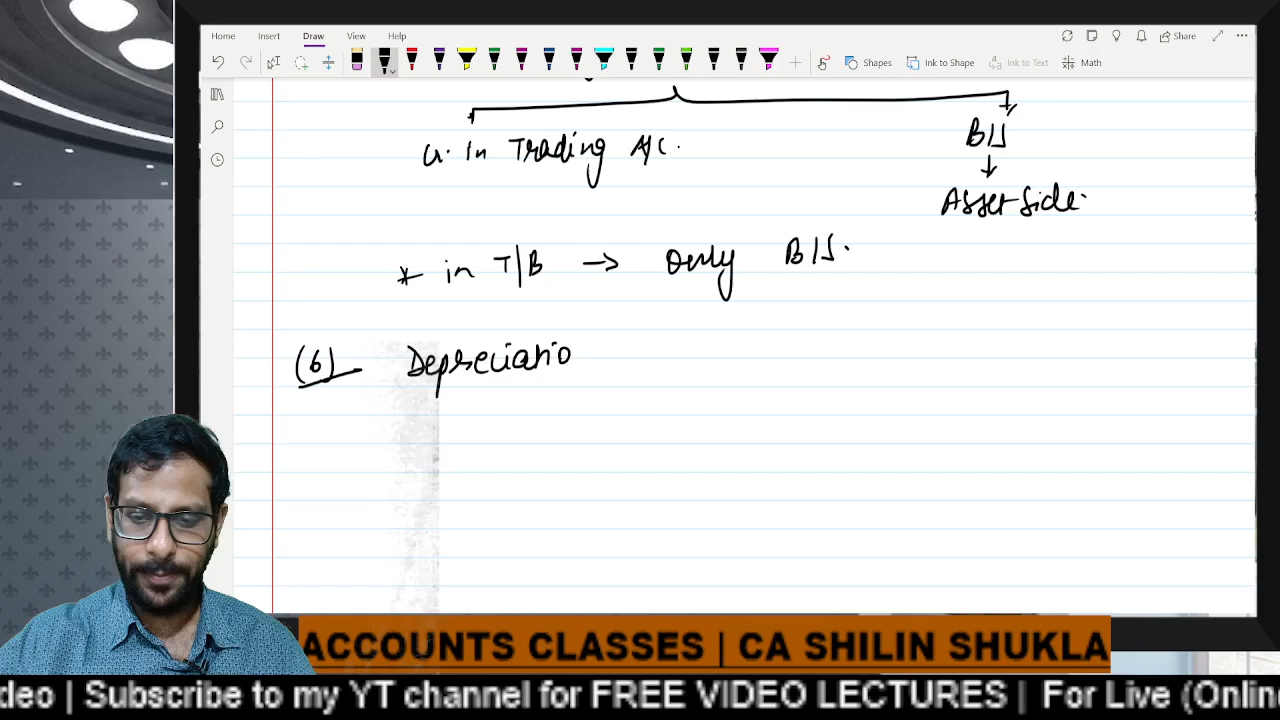 Home Insert Draw View Help
Share
Shapes Ink to Shape Ink to Text Math
In Trading A/C. B/S
Asset Side.
* in T/B → Only B/S.
(6) Depreciatio
ACCOUNTS CLASSES | CA SHILIN SHUKLA
deo | Subscribe to my YT channel for FREE VIDEO LECTURES | For Live (Onlin